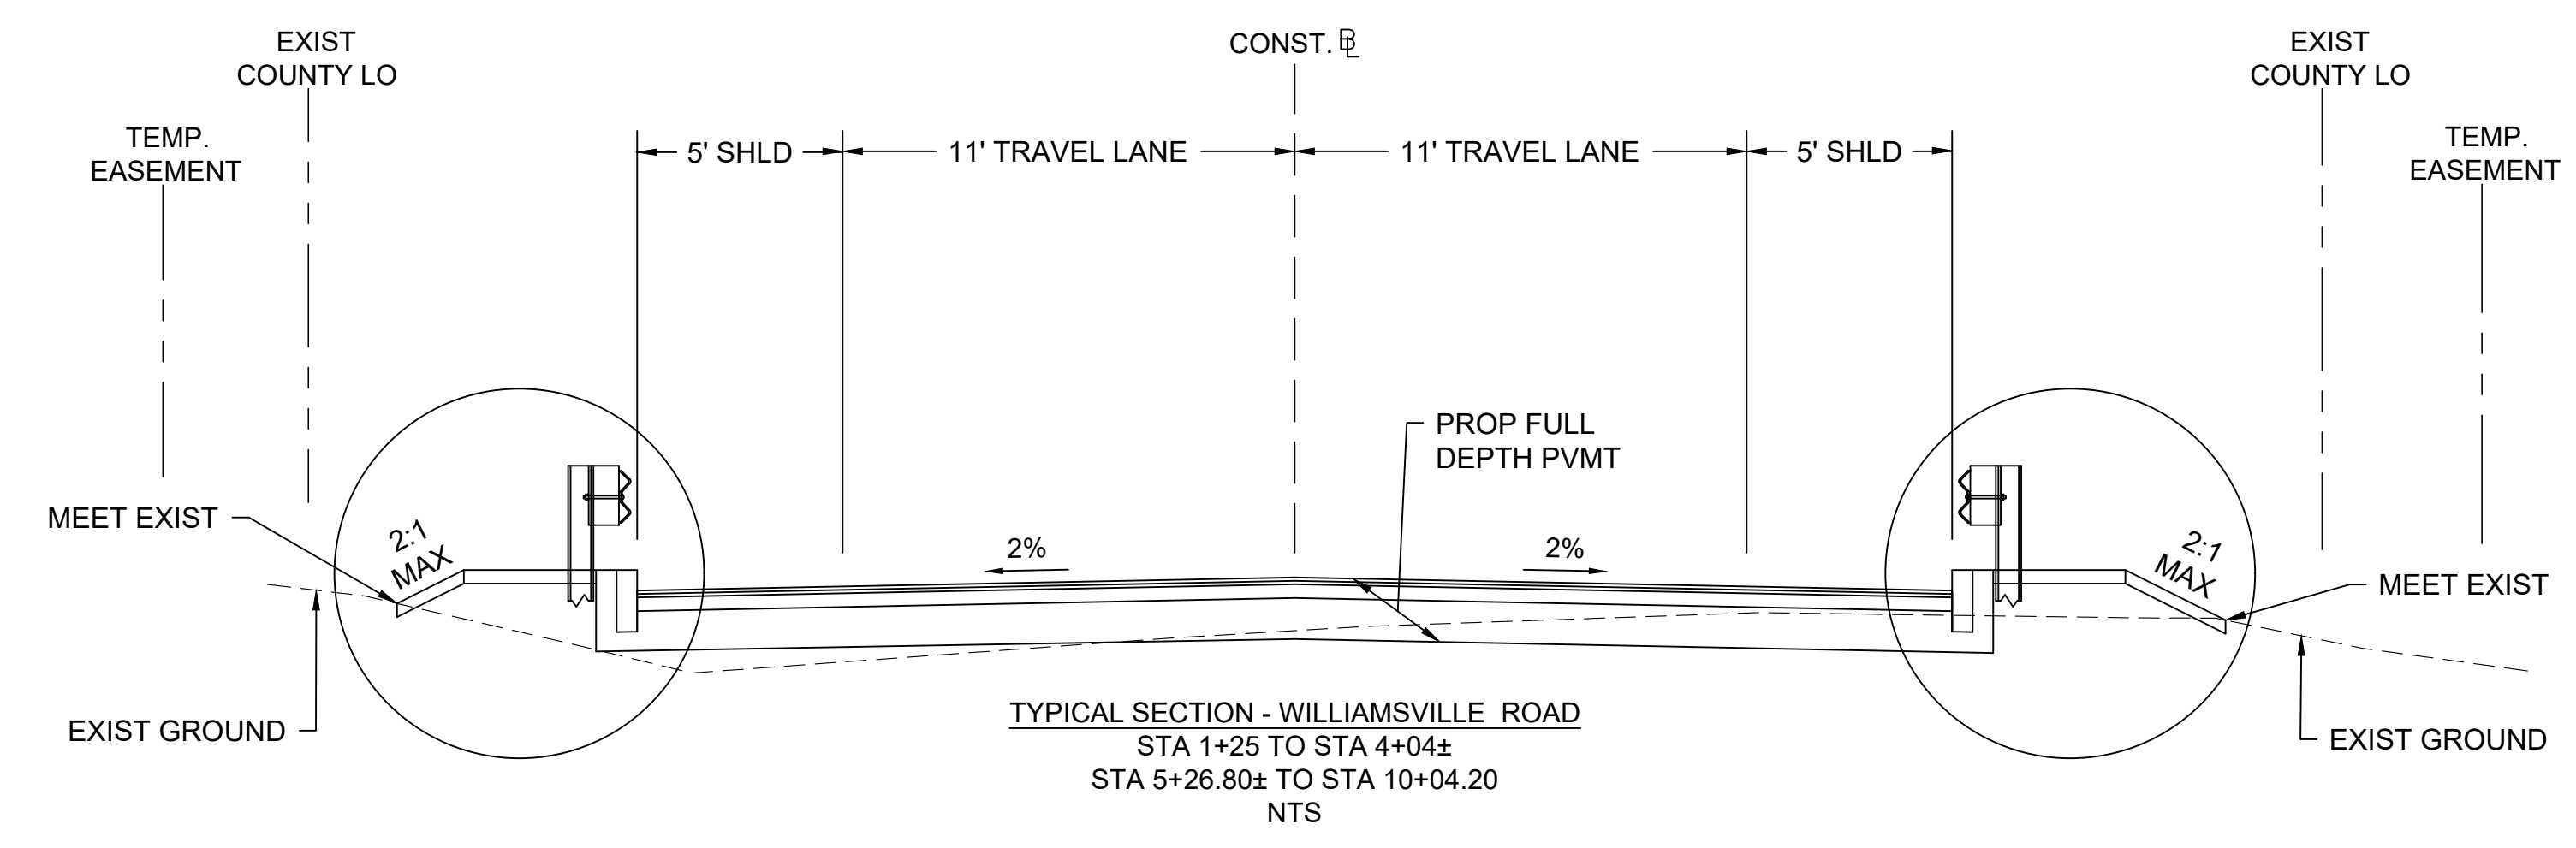 EXIST
COUNTY LO
CONST. BL
EXIST
COUNTY LO
TEMP.
EASEMENT
5' SHLD
11' TRAVEL LANE
11' TRAVEL LANE
5' SHLD
TEMP.
EASEMENT
PROP FULL
DEPTH PVMT
MEET EXIST
2:1
MAX
2%
2%
2:1
MAX
MEET EXIST
EXIST GROUND
TYPICAL SECTION - WILLIAMSVILLE ROAD
STA 1+25 TO STA 4+04±
STA 5+26.80± TO STA 10+04.20
NTS
EXIST GROUND